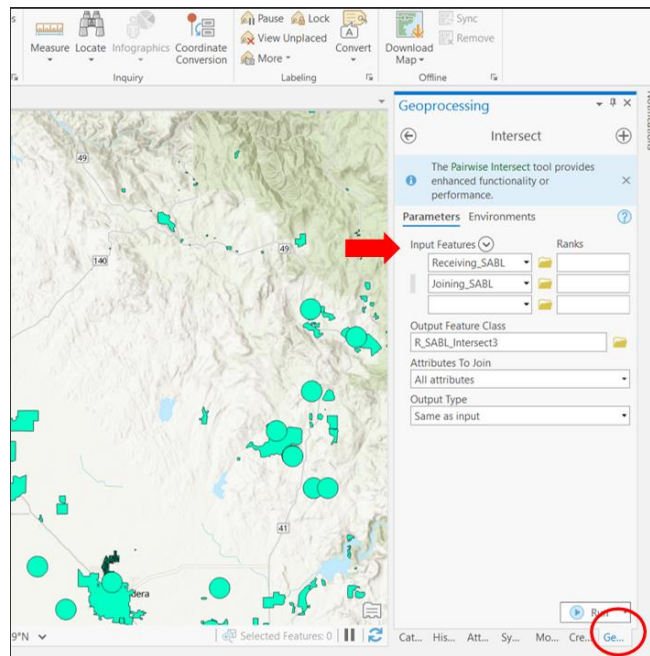 s
Measure Locate Infographics Coordinate
Conversion
Inquiry
Pause Lock
View Unplaced
More
Convert
Labeling
Download
Map
Sync
Remove
Offline
Notifications
49
140
49
41
dera
9°N
Selected Features: 0
Geoprocessing
Intersect
The Pairwise Intersect tool provides
enhanced functionality or
performance.
Parameters Environments
Input Features Ranks
Receiving_SABL
Joining_SABL
Output Feature Class
R_SABL_Intersect3
Attributes To Join
All attributes
Output Type
Same as input
Run
Cat... His... Att... Sy... Mo... Cre... Ge...